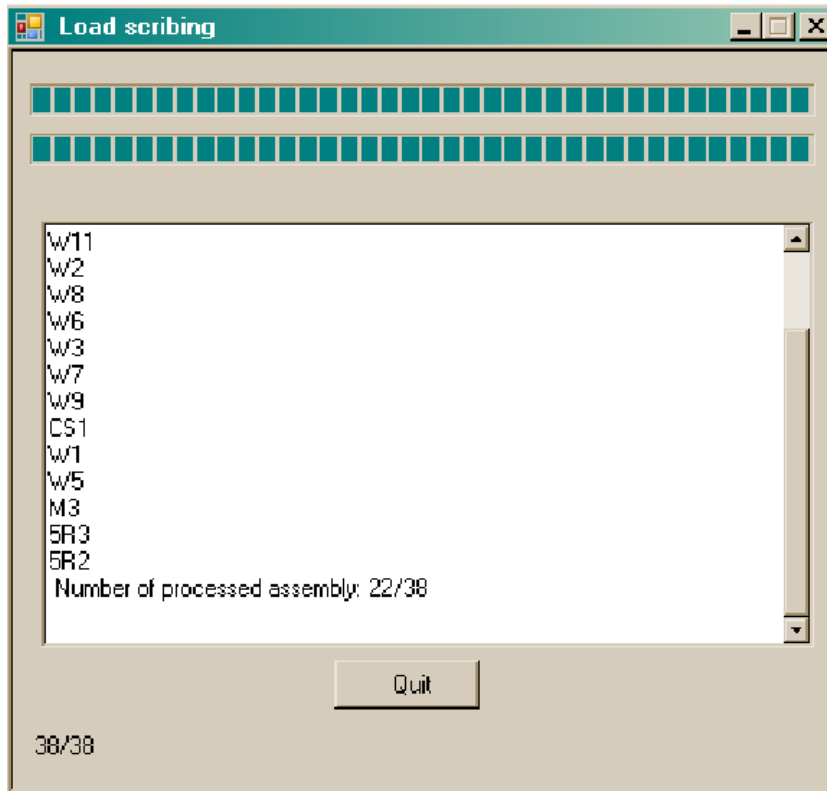 Load scribing
W11
W2
W8
W6
W3
W7
W9
CS1
W1
W5
M3
5R3
5R2
Number of processed assembly: 22/38
Quit
38/38